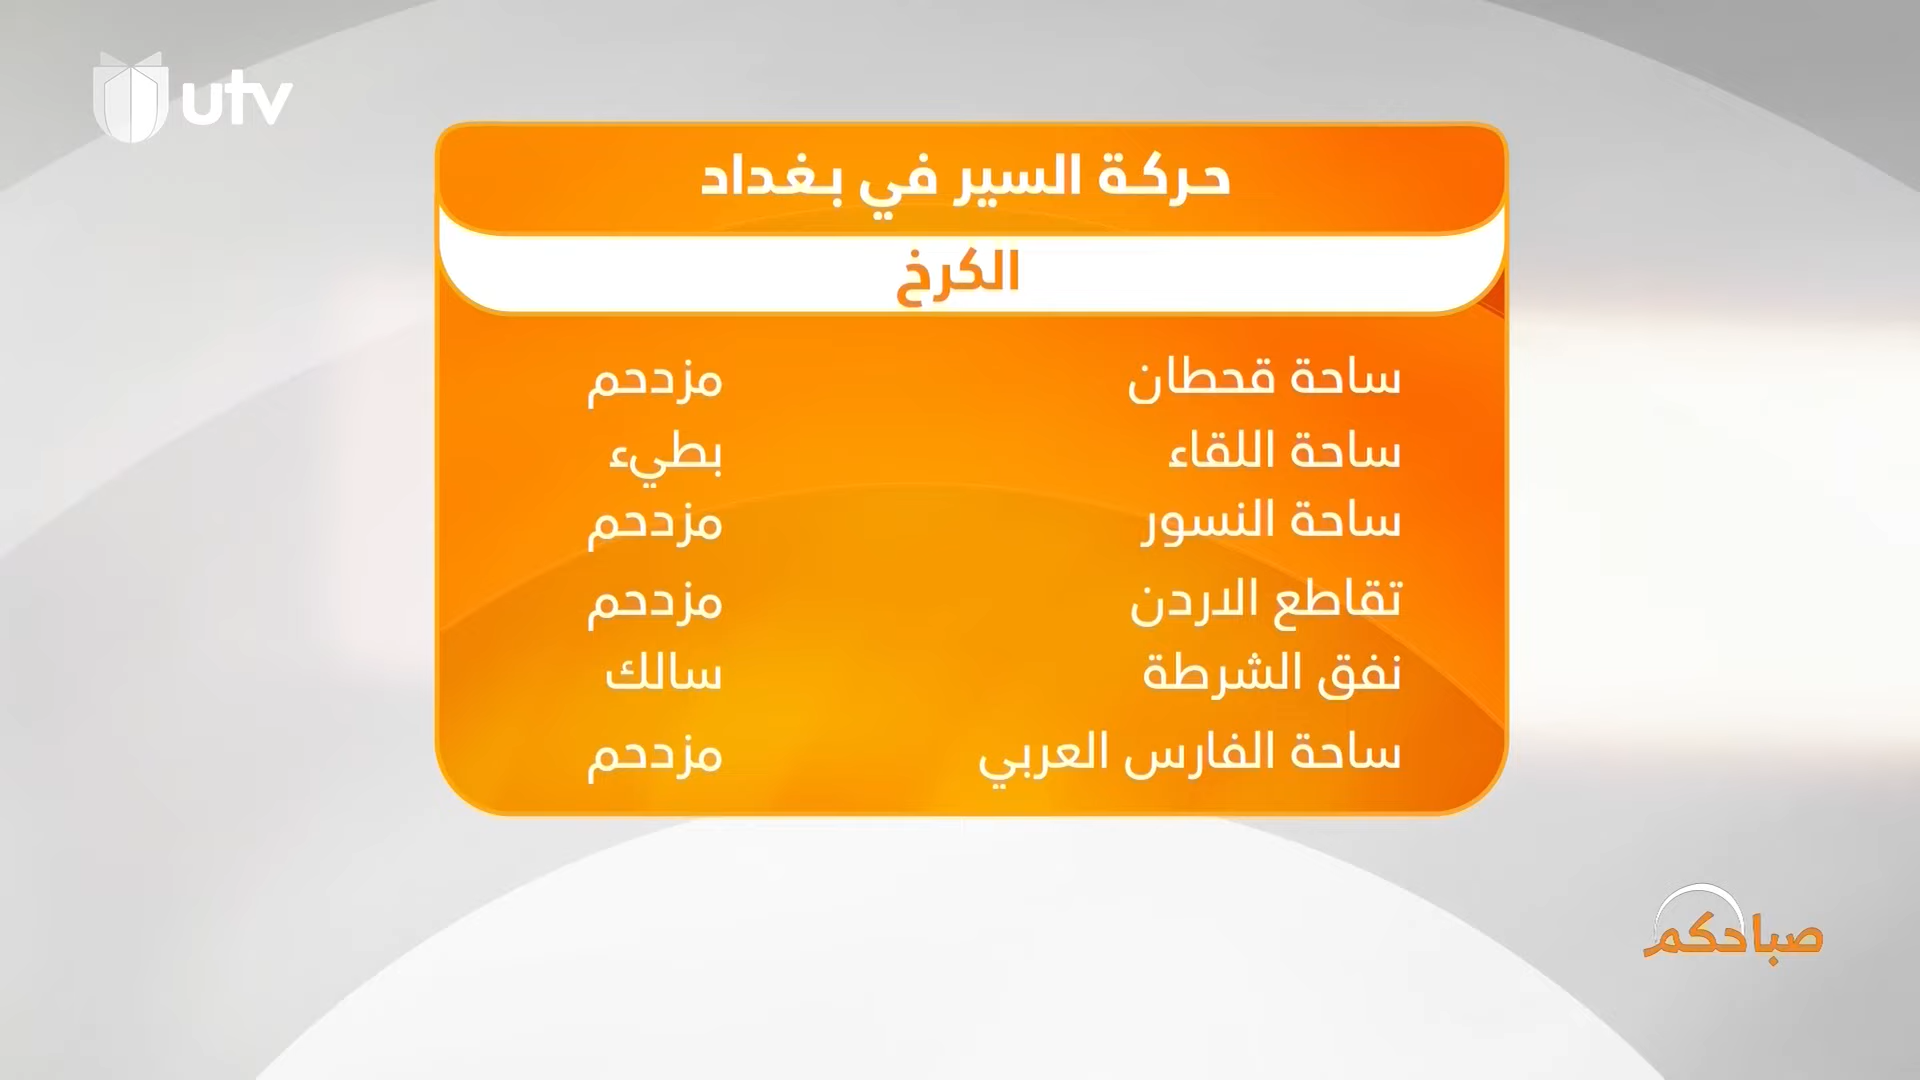 utv
حركة السير في بغداد
الكرخ
ساحة قحطان مزدحم
ساحة اللقاء بطيء
ساحة النسور مزدحم
تقاطع الاردن مزدحم
نفق الشرطة سالك
ساحة الفارس العربي مزدحم
صباحكم